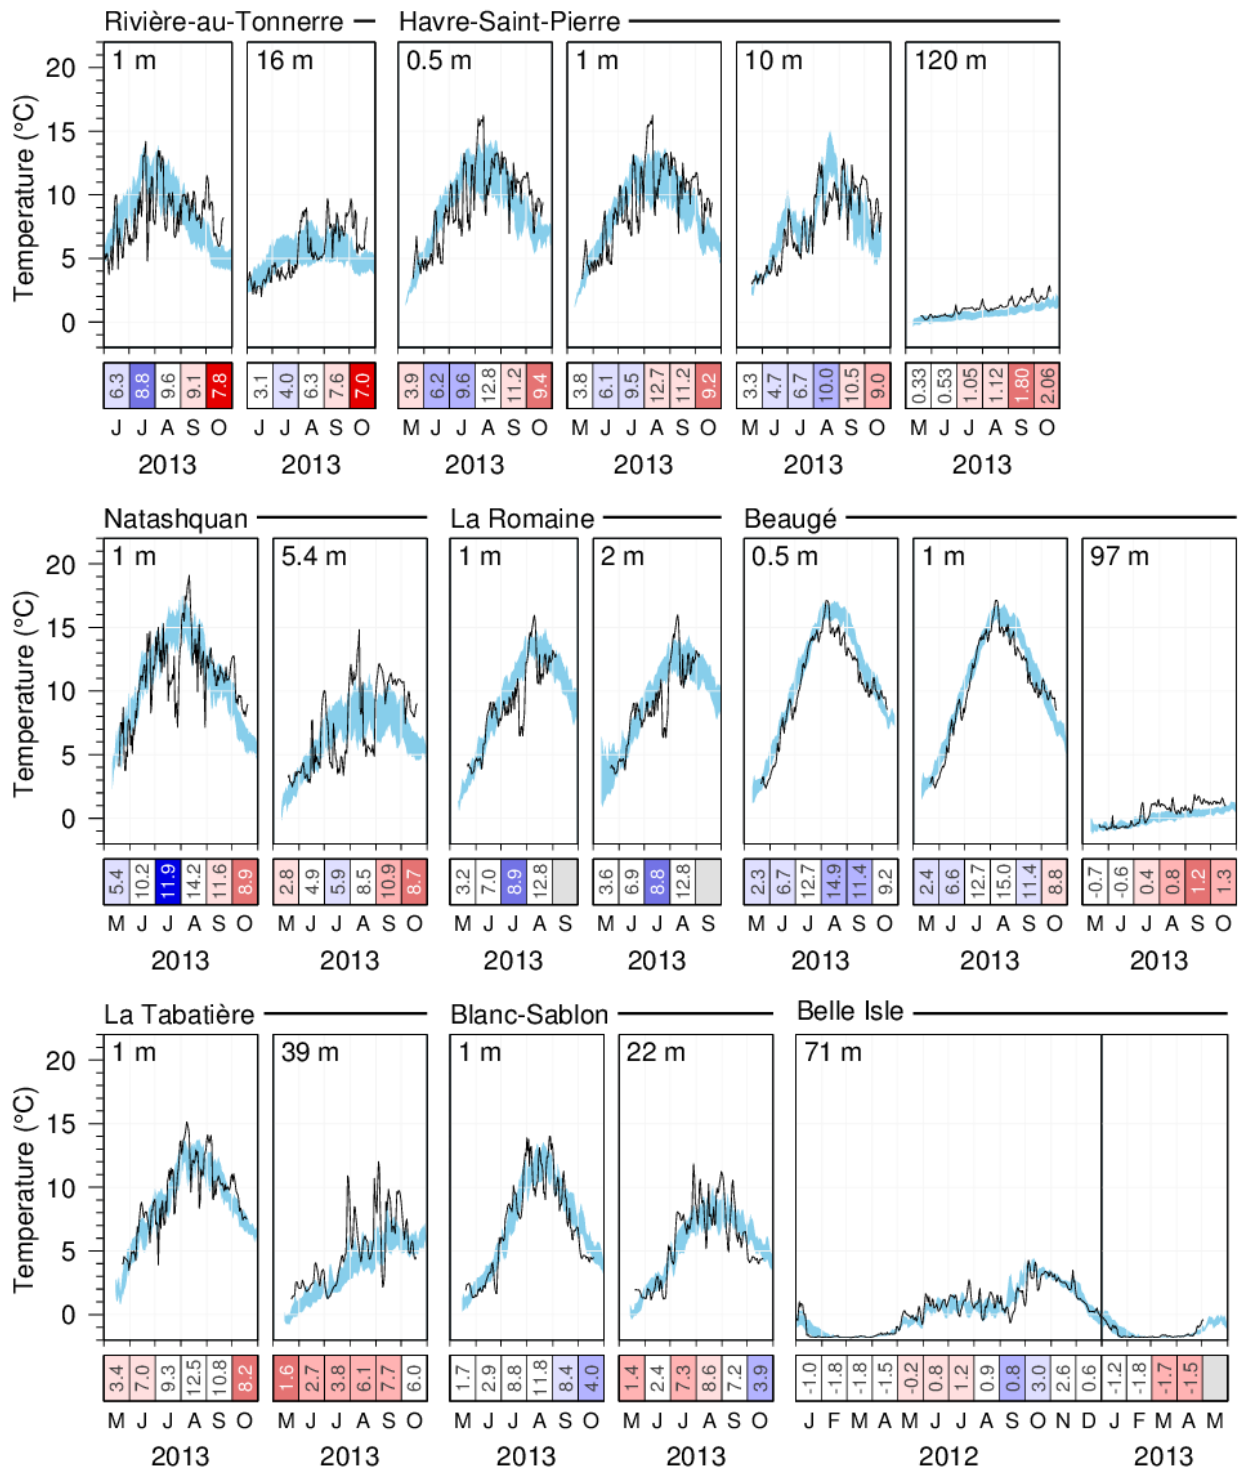 Rivière-au-Tonnerre
Havre-Saint-Pierre
1 m
16 m
0.5 m
1 m
10 m
120 m
Temperature (°C)
20
15
10
5
0
6.3 8.8 9.6 9.1 7.8
3.1 4.0 6.3 7.6 7.0
3.9 6.2 9.6 12.8 11.2 9.4
3.8 6.1 9.5 12.7 11.2 9.2
3.3 4.7 6.7 10.0 10.5 9.0
0.33 0.53 1.05 1.12 1.80 2.06
J J A S O
J J A S O
M J J A S O
M J J A S O
M J J A S O
M J J A S O
2013
2013
2013
2013
2013
2013
Natashquan
La Romaine
Beaugé
1 m
5.4 m
1 m
2 m
0.5 m
1 m
97 m
Temperature (°C)
20
15
10
5
0
5.4 10.2 11.9 14.2 11.6 8.9
2.8 4.9 5.9 8.5 10.9 8.7
3.2 7.0 8.9 12.8
3.6 6.9 8.8 12.8
2.3 6.7 12.7 14.9 11.4 9.2
2.4 6.6 12.7 15.0 11.4 8.8
-0.7 -0.6 0.4 0.8 1.2 1.3
M J J A S O
M J J A S O
M J J A S
M J J A S
M J J A S O
M J J A S O
M J J A S O
2013
2013
2013
2013
2013
2013
2013
La Tabatière
Blanc-Sablon
Belle Isle
1 m
39 m
1 m
22 m
71 m
Temperature (°C)
20
15
10
5
0
3.4 7.0 9.3 12.5 10.8 8.2
1.6 2.7 3.8 6.1 7.7 6.0
1.7 2.9 8.8 11.8 8.4 4.0
1.4 2.4 7.3 8.6 7.2 3.9
-1.0 -1.8 -1.8 -1.5 -0.2 0.8 1.2 0.9 0.8 3.0 2.6 0.6 -1.2 -1.8 -1.7 -1.5
M J J A S O
M J J A S O
M J J A S O
M J J A S O
J F M A M J J A S O N D J F M A M
2013
2013
2013
2013
2012
2013